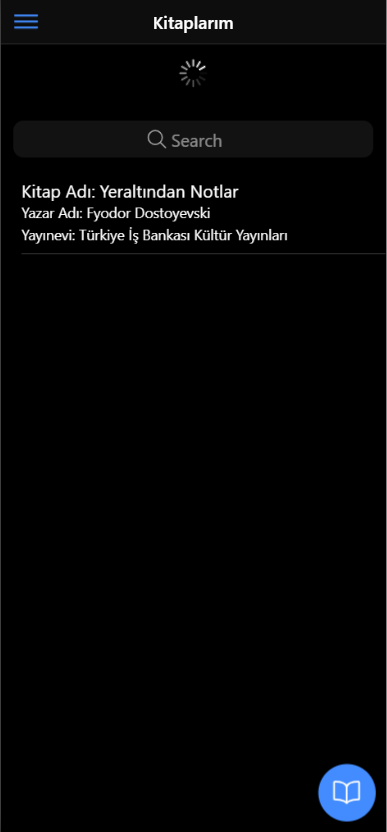 Kitaplarım
Search
Kitap Adı: Yeraltından Notlar
Yazar Adı: Fyodor Dostoyevski
Yayınevi: Türkiye İş Bankası Kültür Yayınları